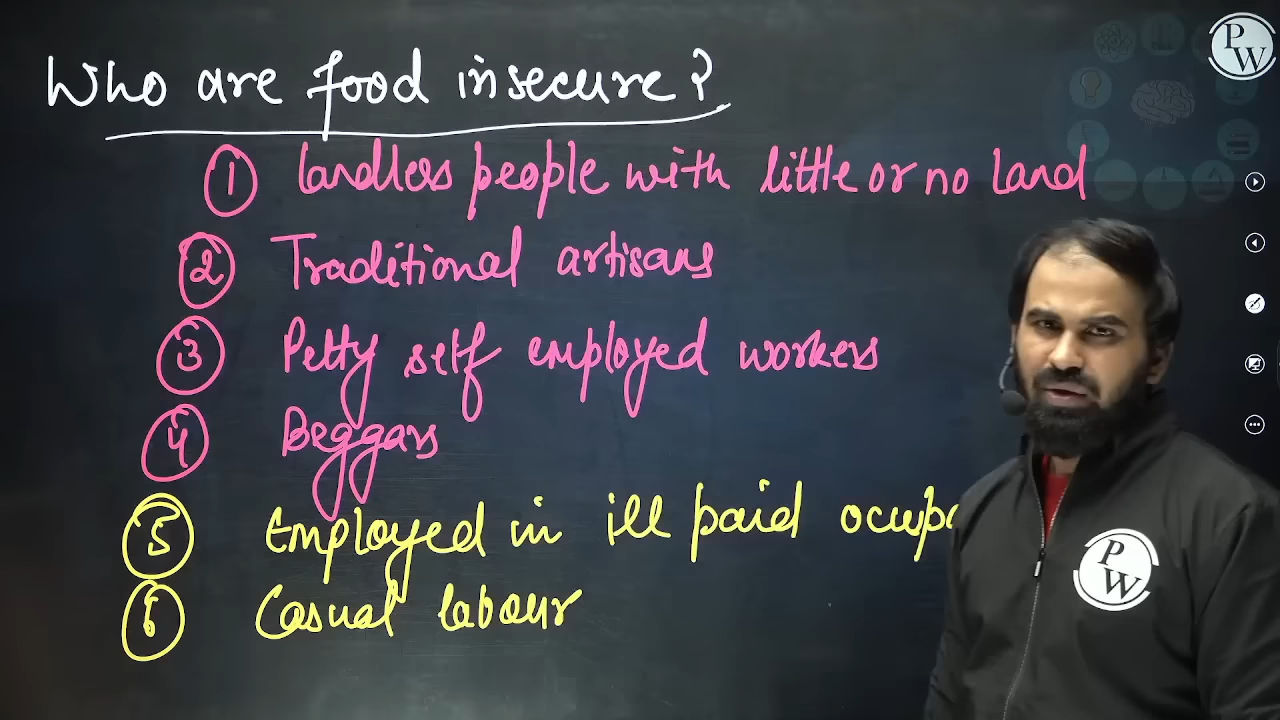 Who are food insecure?
① landless people with little or no land
② Traditional artisans
③ Petty self employed workers
④ Beggars
⑤ Employed in ill paid
⑥ Casual labour
PW
PW